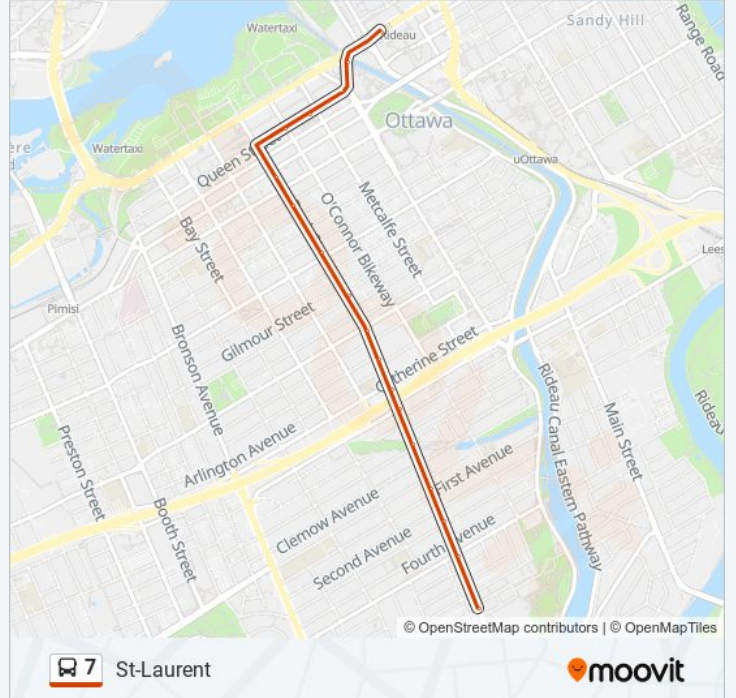 Sandy Hill
Range Road
Watertaxi
Rideau
Ottawa
Watertaxi
Queen
uOttawa
O'Connor Bikeway
Metcalfe Street
Bay Street
Lees
Pimisi
Gilmour Street
Catherine Street
Bronson Avenue
Rideau Canal Eastern Pathway
Main Street
Rideau
Preston Street
Arlington Avenue
First Avenue
Clemow Avenue
Booth Street
Second Avenue
Fourth Avenue
© OpenStreetMap contributors | © OpenMapTiles
7 St-Laurent
moovit